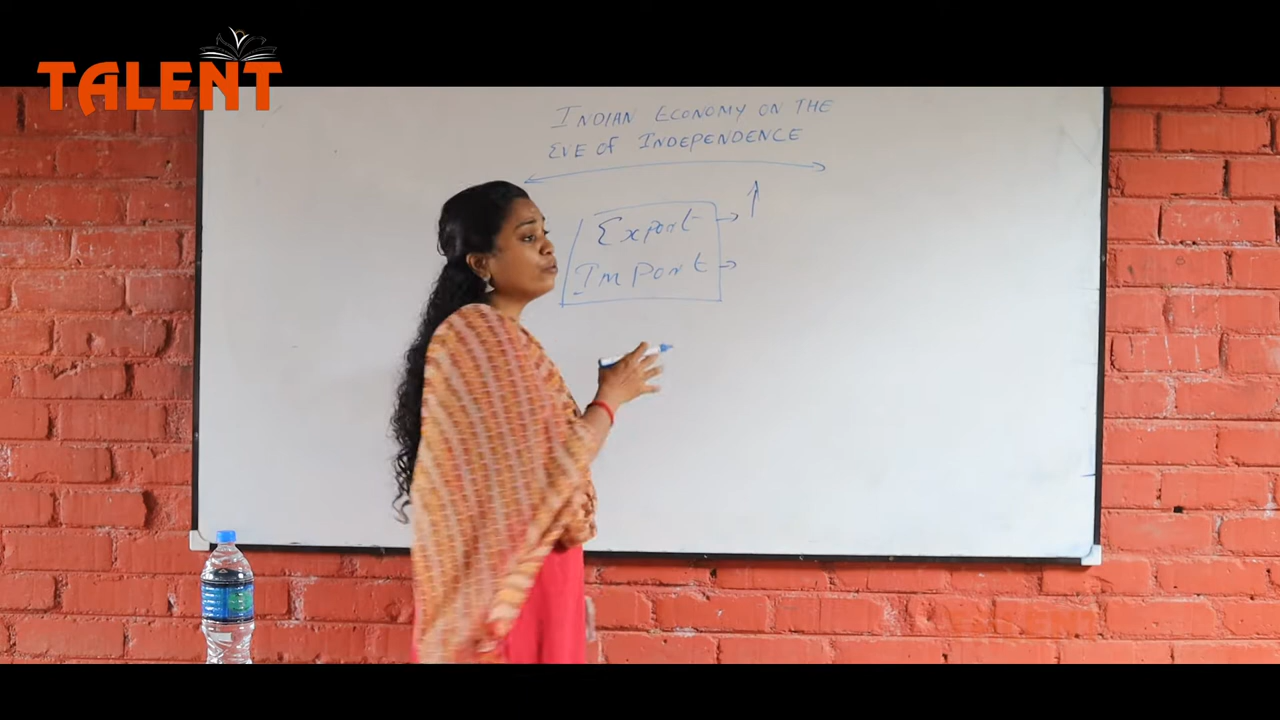 TALENT
INDIAN ECONOMY ON THE
EVE OF INDEPENDENCE
Export
Import